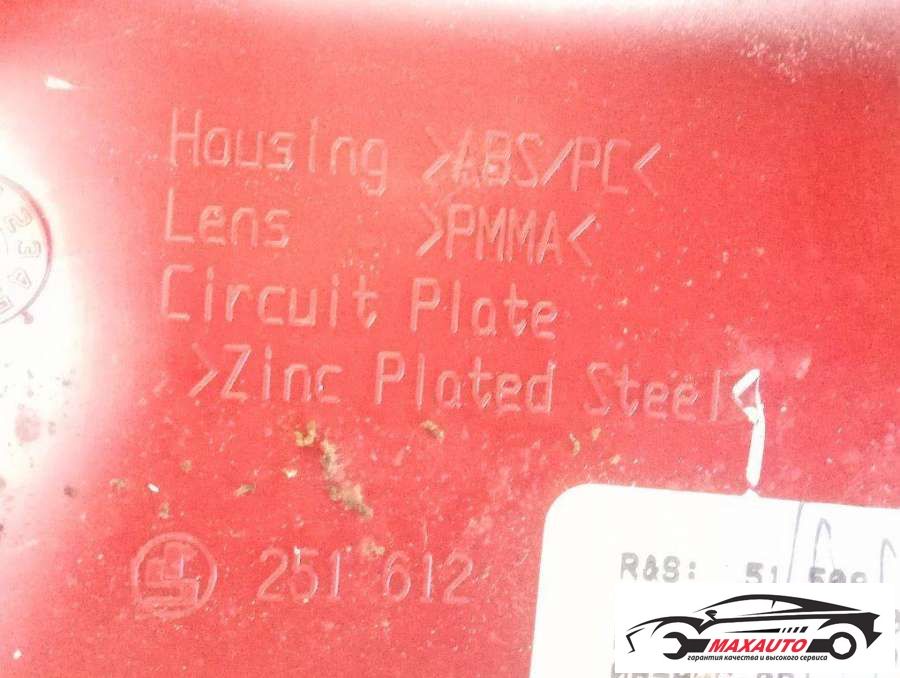 Housing >ABS/PC<
Lens >PMMA<
Circuit Plate
>Zinc Plated Steel<
251 612
R&S:
MAXAUTO
гарантия качества и высокого сервиса